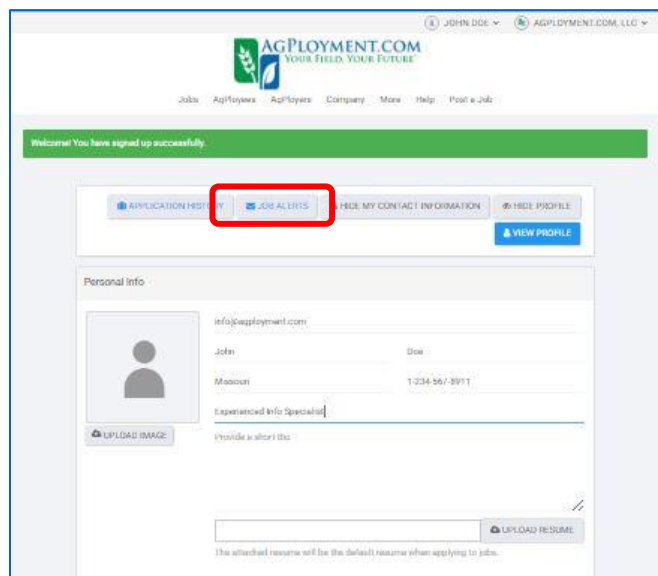 JOHN DOE AGPLOYMENT.COM, LLC
AGPLOYMENT.COM
YOUR FIELD. YOUR FUTURE
Jobs AgPloyees AgPloyers Company More Help Post a Job
Welcome! You have signed up successfully.
APPLICATION HISTORY JOB ALERTS HIDE MY CONTACT INFORMATION HIDE PROFILE
VIEW PROFILE
Personal Info
info@agployment.com
John Doe
Missouri 1-234-567-8911
Experienced Info Specialist
UPLOAD IMAGE Provide a short bio
UPLOAD RESUME
The attached resume will be the default resume when applying to jobs.